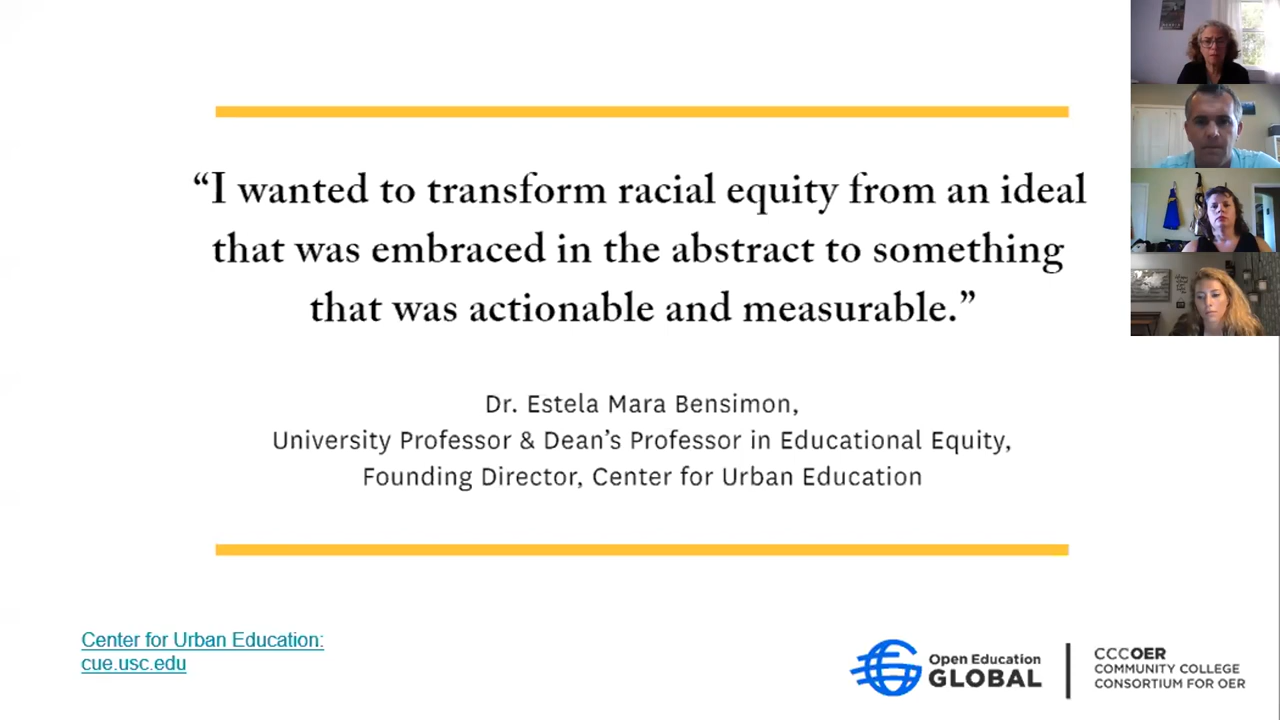 “I wanted to transform racial equity from an ideal
that was embraced in the abstract to something
that was actionable and measurable.”
Dr. Estela Mara Bensimon,
University Professor & Dean’s Professor in Educational Equity,
Founding Director, Center for Urban Education
Center for Urban Education:
cue.usc.edu
Open Education
GLOBAL
CCCOER
COMMUNITY COLLEGE
CONSORTIUM FOR OER